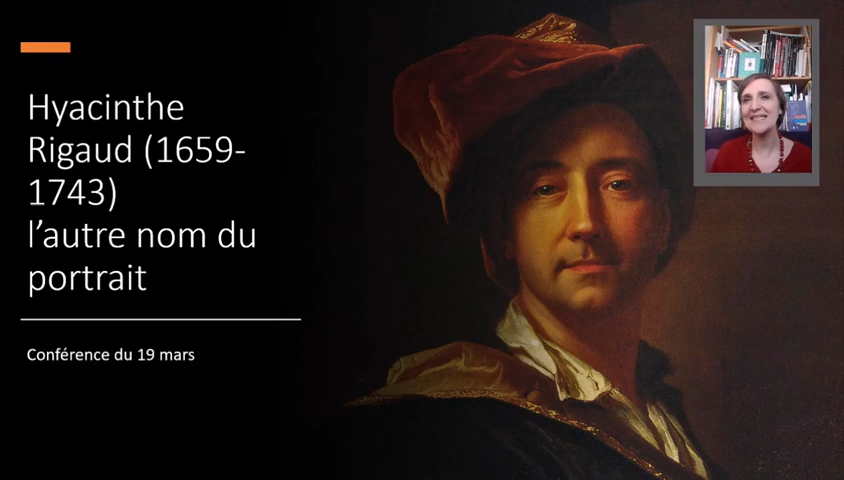 Hyacinthe
Rigaud (1659-
1743)
l’autre nom du
portrait
Conférence du 19 mars